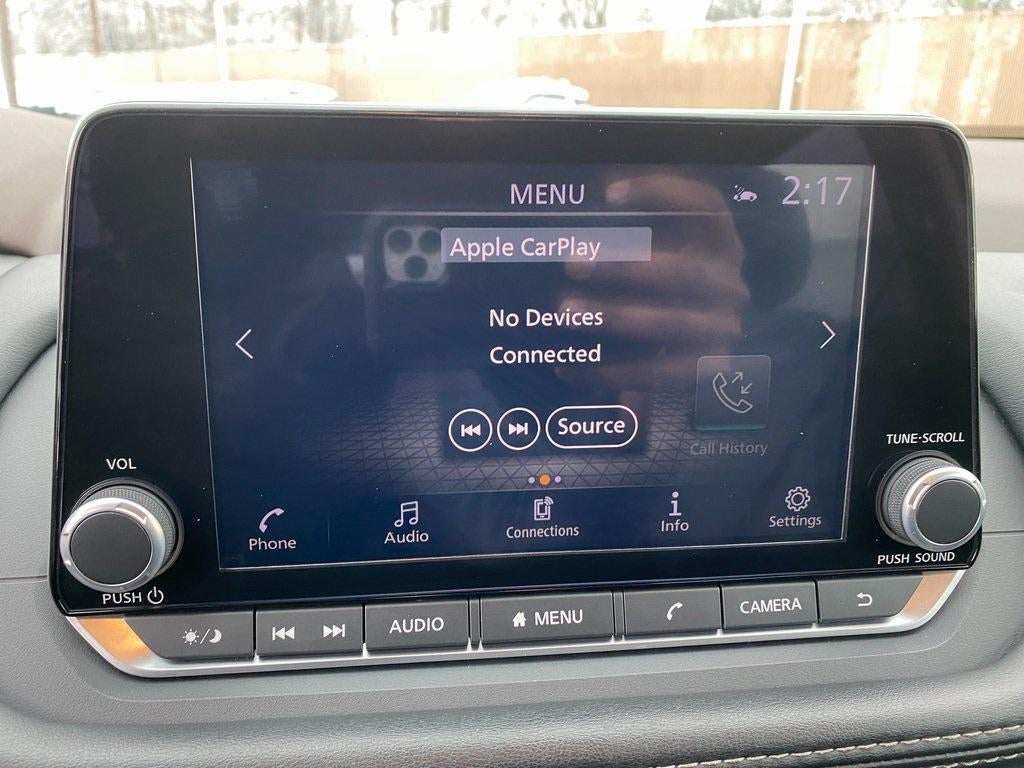 MENU
2:17
Apple CarPlay
No Devices
Connected
Source
Call History
Phone
Audio
Connections
Info
Settings
VOL
PUSH
TUNE·SCROLL
PUSH SOUND
AUDIO
MENU
CAMERA